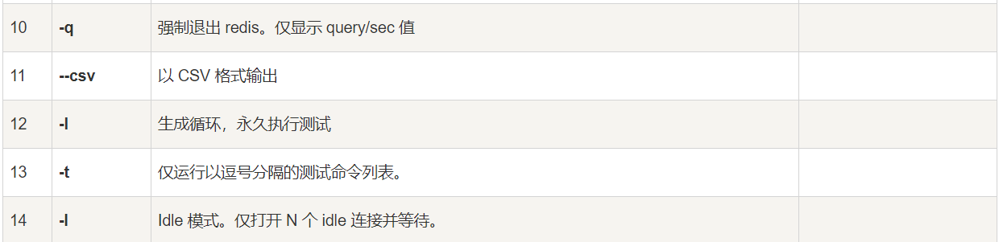 10 -q 强制退出 redis。仅显示 query/sec 值
11 --csv 以 CSV 格式输出
12 -l 生成循环，永久执行测试
13 -t 仅运行以逗号分隔的测试命令列表。
14 -I Idle 模式。仅打开 N 个 idle 连接并等待。